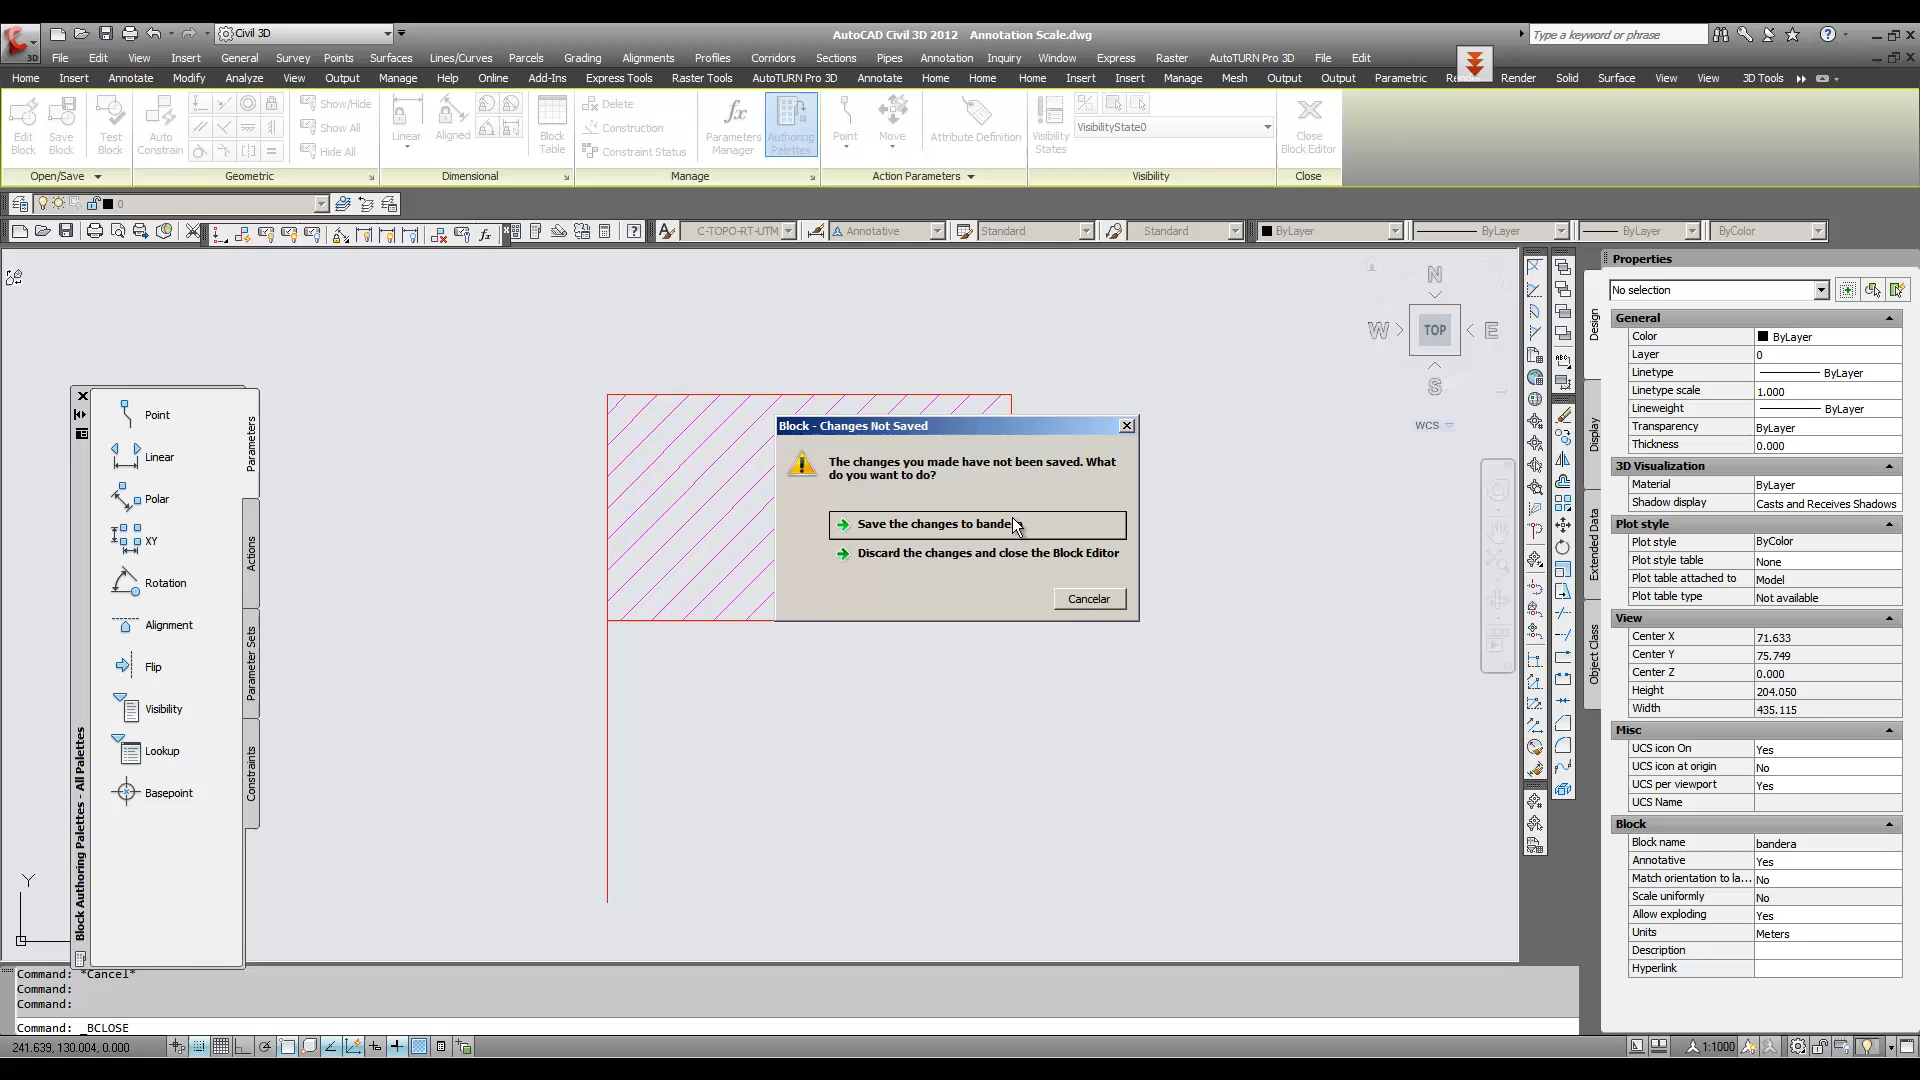 Civil 3D
AutoCAD Civil 3D 2012 Annotation Scale.dwg
Type a keyword or phrase
3D
File Edit View Insert General Survey Points Surfaces Lines/Curves Parcels Grading Alignments Profiles Corridors Sections Pipes Annotation Inquiry Window Express Raster AutoTURN Pro 3D File Edit
Home Insert Annotate Modify Analyze View Output Manage Help Online Add-Ins Express Tools Raster Tools AutoTURN Pro 3D Annotate Home Home Home Insert Insert Manage Mesh Output Output Parametric Render Solid Surface View View 3D Tools
Edit Block
Save Block
Test Block
Auto Constrain
Show/Hide
Show All
Hide All
Linear
Aligned
Block Table
Delete
Construction
Constraint Status
fx
Parameters Manager
Authoring Palettes
Point
Move
Attribute Definition
Visibility States
VisibilityState0
Close Block Editor
Open/Save Geometric Dimensional Manage Action Parameters Visibility Close
0
C-TOPO-RT-UTM Annotative Standard Standard ByLayer ByLayer ByLayer ByColor
N
W TOP E
S
WCS
Block Authoring Palettes - All Palettes
Point
Linear
Polar
XY
Rotation
Alignment
Flip
Visibility
Lookup
Basepoint
Parameters
Actions
Parameter Sets
Constraints
Block - Changes Not Saved
The changes you made have not been saved. What
do you want to do?
Save the changes to bande
Discard the changes and close the Block Editor
Cancelar
Y
Properties
No selection
Design
Display
Extended Data
Object Class
General
Color ByLayer
Layer 0
Linetype ByLayer
Linetype scale 1.000
Lineweight ByLayer
Transparency ByLayer
Thickness 0.000
3D Visualization
Material ByLayer
Shadow display Casts and Receives Shadows
Plot style
Plot style ByColor
Plot style table None
Plot table attached to Model
Plot table type Not available
View
Center X 71.633
Center Y 75.749
Center Z 0.000
Height 204.050
Width 435.115
Misc
UCS icon On Yes
UCS icon at origin No
UCS per viewport Yes
UCS Name
Block
Block name bandera
Annotative Yes
Match orientation to la... No
Scale uniformly No
Allow exploding Yes
Units Meters
Description
Hyperlink
Command: *Cancel*
Command:
Command:
Command: _BCLOSE
241.639, 130.004, 0.000
1:1000